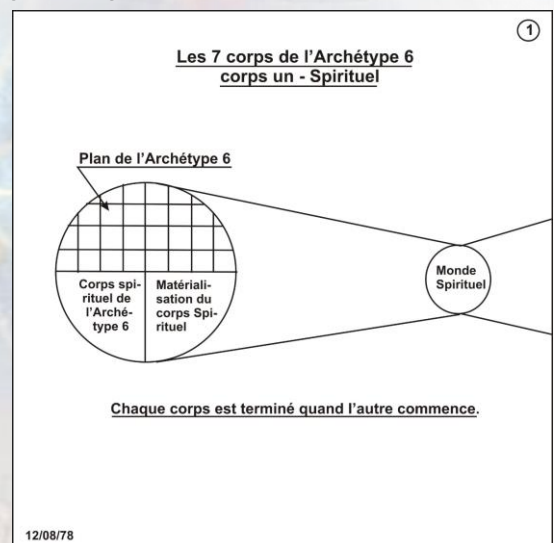 1
Les 7 corps de l'Archétype 6
corps un - Spirituel
Plan de l'Archétype 6
Corps spi-
rituel de
l'Arché-
type 6
Matériali-
sation du
corps Spi-
rituel
Monde
Spirituel
Chaque corps est terminé quand l'autre commence.
12/08/78